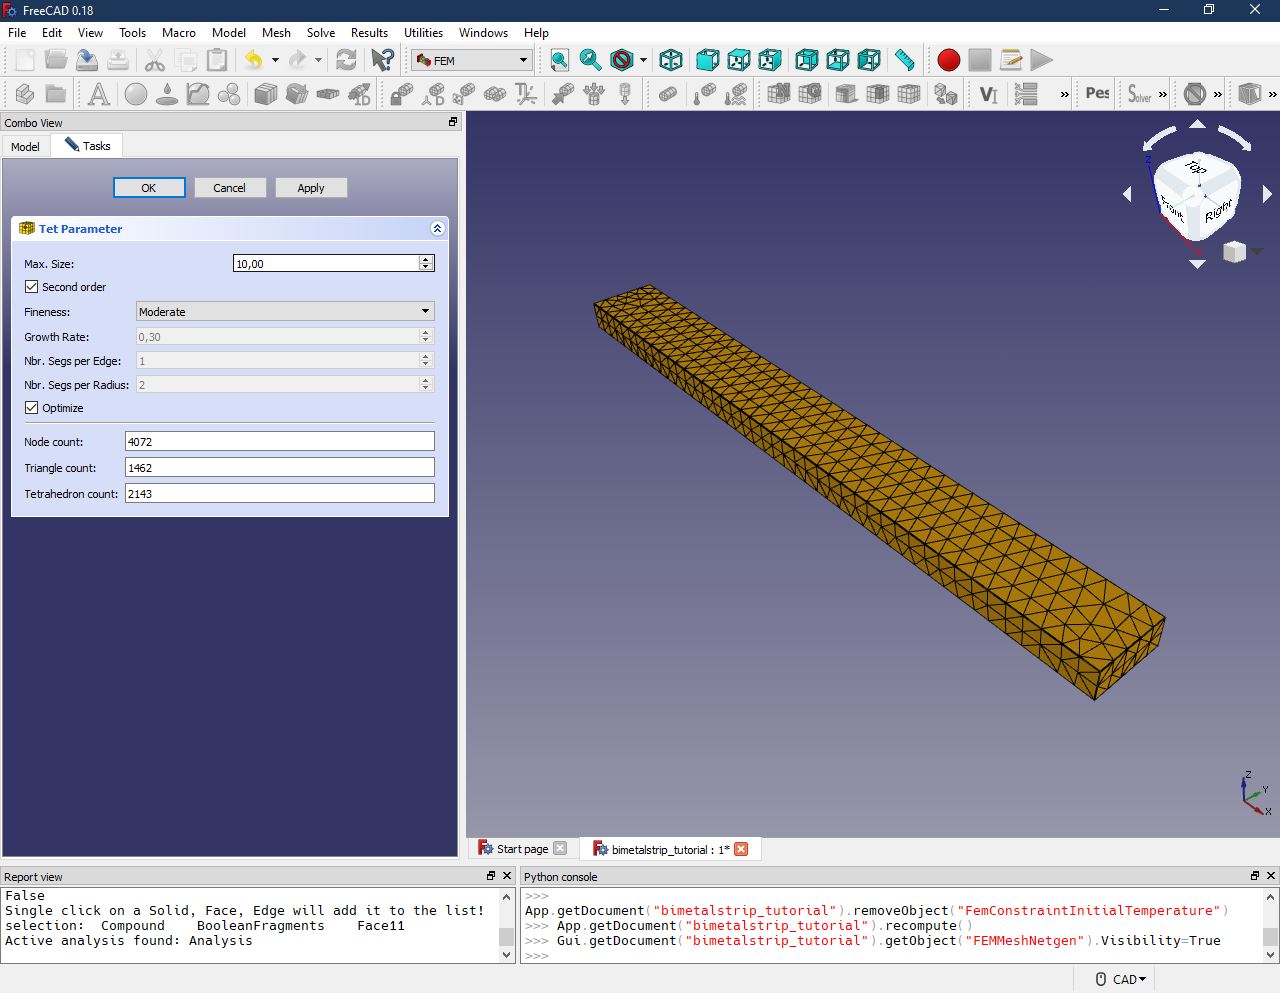 FreeCAD 0.18
File Edit View Tools Macro Model Mesh Solve Results Utilities Windows Help
FEM
Combo View
Model Tasks
OK Cancel Apply
Tet Parameter
Max. Size: 10,00
Second order
Fineness: Moderate
Growth Rate: 0,30
Nbr. Segs per Edge: 1
Nbr. Segs per Radius: 2
Optimize
Node count: 4072
Triangle count: 1462
Tetrahedron count: 2143
Top
Front Right
Z
Z
Y
X
Start page bimetalstrip_tutorial : 1*
Report view
False
Single click on a Solid, Face, Edge will add it to the list!
selection: Compound BooleanFragments Face11
Active analysis found: Analysis
Python console
>>>
App.getDocument("bimetalstrip_tutorial").removeObject("FemConstraintInitialTemperature")
>>> App.getDocument("bimetalstrip_tutorial").recompute()
>>> Gui.getDocument("bimetalstrip_tutorial").getObject("FEMMeshNetgen").Visibility=True
>>>
CAD